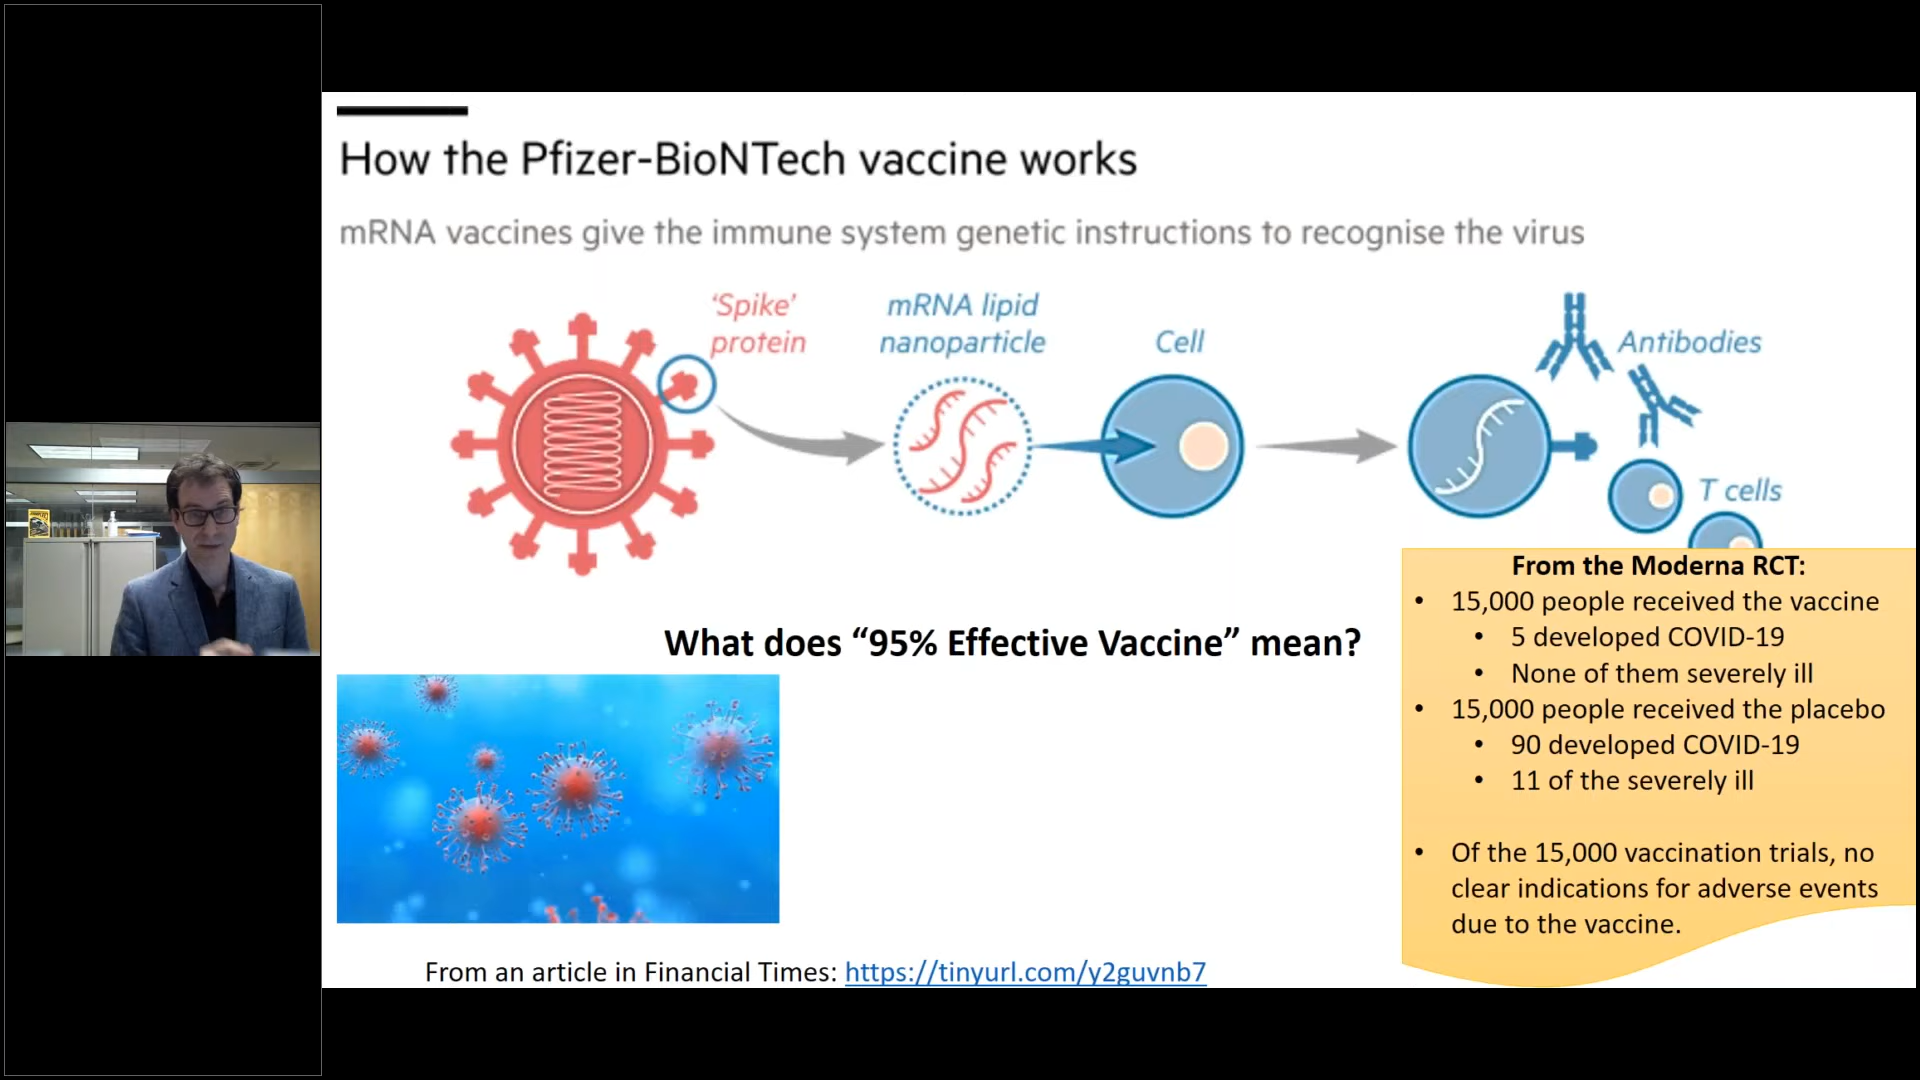 How the Pfizer-BioNTech vaccine works
mRNA vaccines give the immune system genetic instructions to recognise the virus
‘Spike’
protein
mRNA lipid
nanoparticle
Cell
Antibodies
T cells
What does “95% Effective Vaccine” mean?
From the Moderna RCT:
• 15,000 people received the vaccine
• 5 developed COVID-19
• None of them severely ill
• 15,000 people received the placebo
• 90 developed COVID-19
• 11 of the severely ill
• Of the 15,000 vaccination trials, no
clear indications for adverse events
due to the vaccine.
From an article in Financial Times: https://tinyurl.com/y2guvnb7